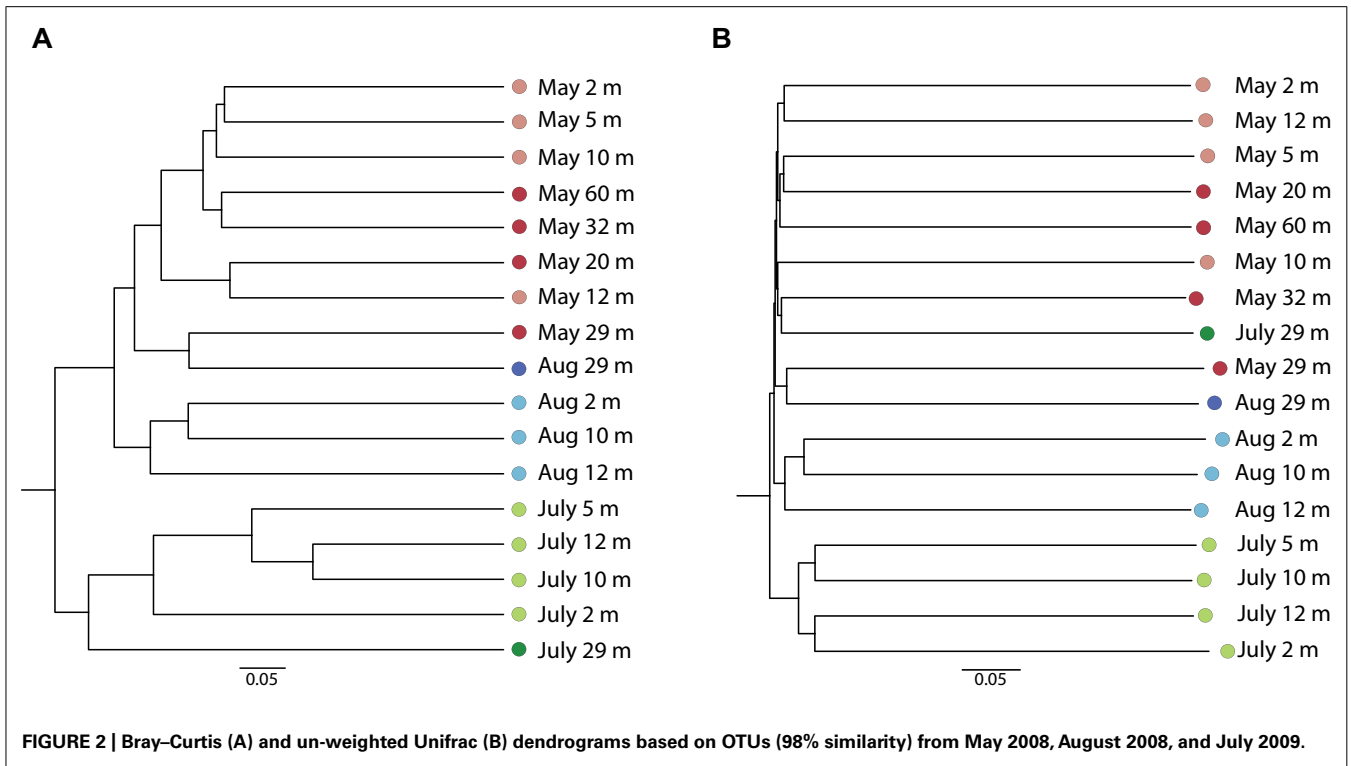 A
May 2 m
May 5 m
May 10 m
May 60 m
May 32 m
May 20 m
May 12 m
May 29 m
Aug 29 m
Aug 2 m
Aug 10 m
Aug 12 m
July 5 m
July 12 m
July 10 m
July 2 m
July 29 m
0.05
B
May 2 m
May 12 m
May 5 m
May 20 m
May 60 m
May 10 m
May 32 m
July 29 m
May 29 m
Aug 29 m
Aug 2 m
Aug 10 m
Aug 12 m
July 5 m
July 10 m
July 12 m
July 2 m
0.05
FIGURE 2 | Bray–Curtis (A) and un-weighted Unifrac (B) dendrograms based on OTUs (98% similarity) from May 2008, August 2008, and July 2009.